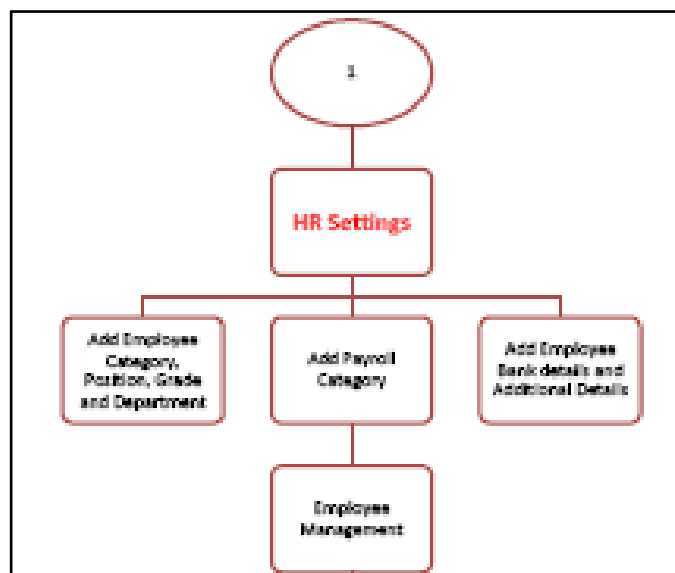 1
HR Settings
Add Employee
Category,
Position, Grade
and Department
Add Payroll
Category
Add Employee
Bank details and
Additional Details
Employee
Management